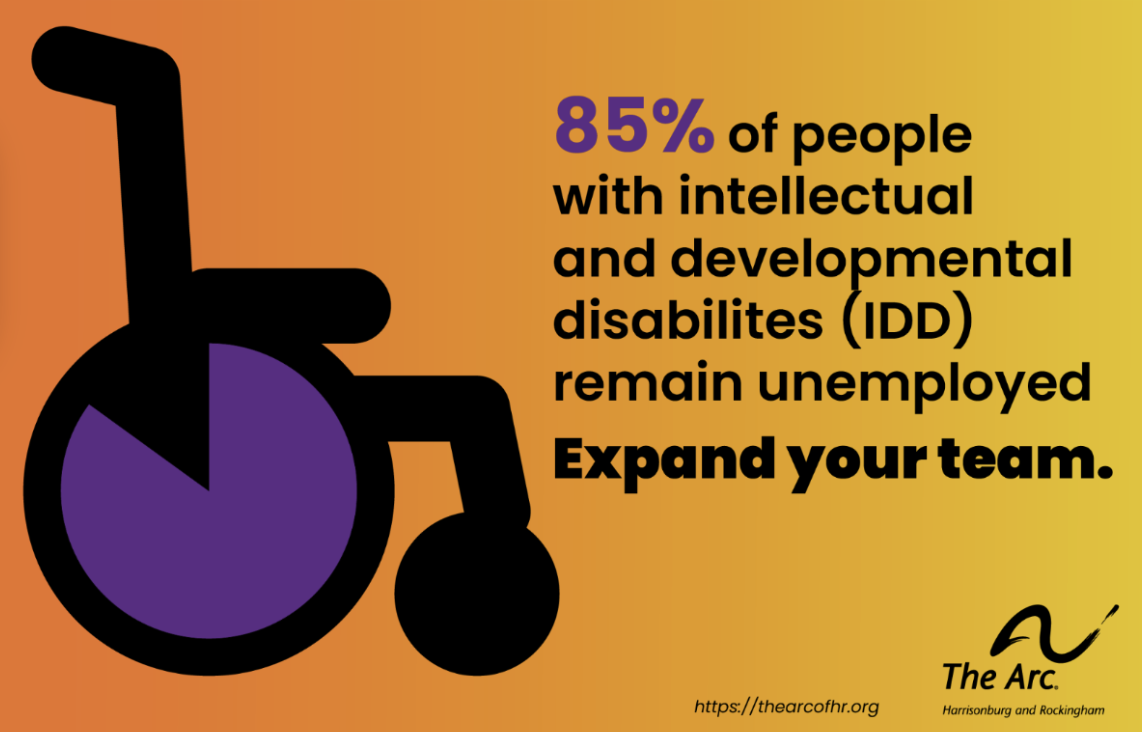 85% of people
with intellectual
and developmental
disabilites (IDD)
remain unemployed
Expand your team.
The Arc.
https://thearcofhr.org
Harrisonburg and Rockingham